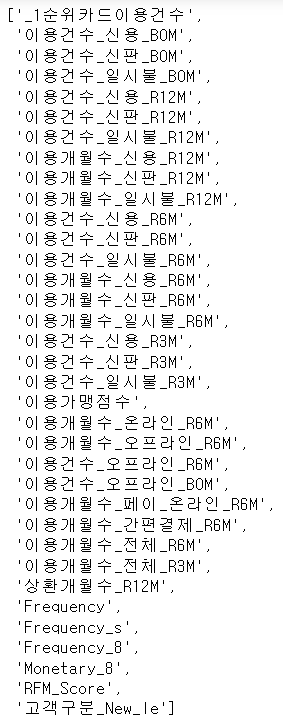 ['_1순위카드이용건수',
'이용건수_신용_BOM',
'이용건수_신판_BOM',
'이용건수_일시불_BOM',
'이용건수_신용_R12M',
'이용건수_신판_R12M',
'이용건수_일시불_R12M',
'이용개월수_신용_R12M',
'이용개월수_신판_R12M',
'이용개월수_일시불_R12M',
'이용건수_신용_R6M',
'이용건수_신판_R6M',
'이용건수_일시불_R6M',
'이용개월수_신용_R6M',
'이용개월수_신판_R6M',
'이용개월수_일시불_R6M',
'이용건수_신용_R3M',
'이용건수_신판_R3M',
'이용건수_일시불_R3M',
'이용가맹점수',
'이용개월수_온라인_R6M',
'이용개월수_오프라인_R6M',
'이용건수_오프라인_R6M',
'이용건수_오프라인_BOM',
'이용개월수_페이_온라인_R6M',
'이용개월수_간편결제_R6M',
'이용개월수_전체_R6M',
'이용개월수_전체_R3M',
'상환개월수_R12M',
'Frequency',
'Frequency_s',
'Frequency_8',
'Monetary_8',
'RFM_Score',
'고객구분_New_le']